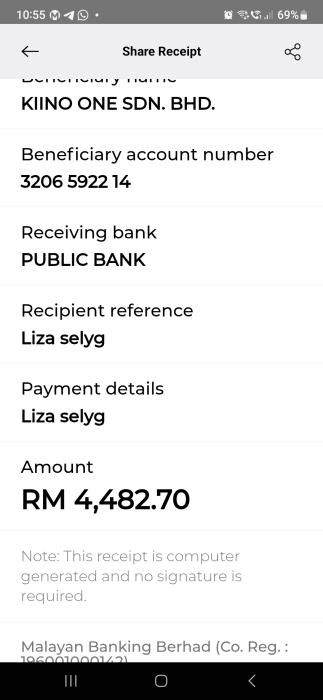 10:55
69%
Share Receipt
Beneficiary name
KIINO ONE SDN. BHD.
Beneficiary account number
3206 5922 14
Receiving bank
PUBLIC BANK
Recipient reference
Liza selyg
Payment details
Liza selyg
Amount
RM 4,482.70
Note: This receipt is computer
generated and no signature is
required.
Malayan Banking Berhad (Co. Reg. :
196001000142)